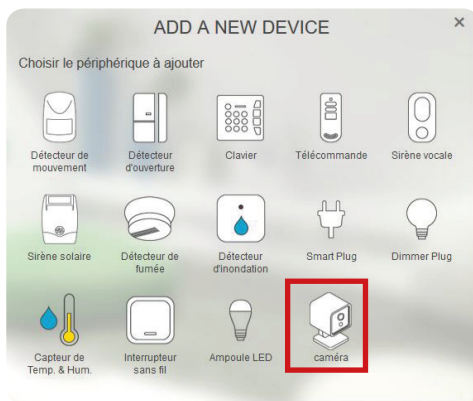 ADD A NEW DEVICE ×
Choisir le périphérique à ajouter
Détecteur de mouvement
Détecteur d'ouverture
Clavier
Télécommande
Sirène vocale
Sirène solaire
Détecteur de fumée
Détecteur d'inondation
Smart Plug
Dimmer Plug
Capteur de Temp. & Hum.
Interrupteur sans fil
Ampoule LED
caméra